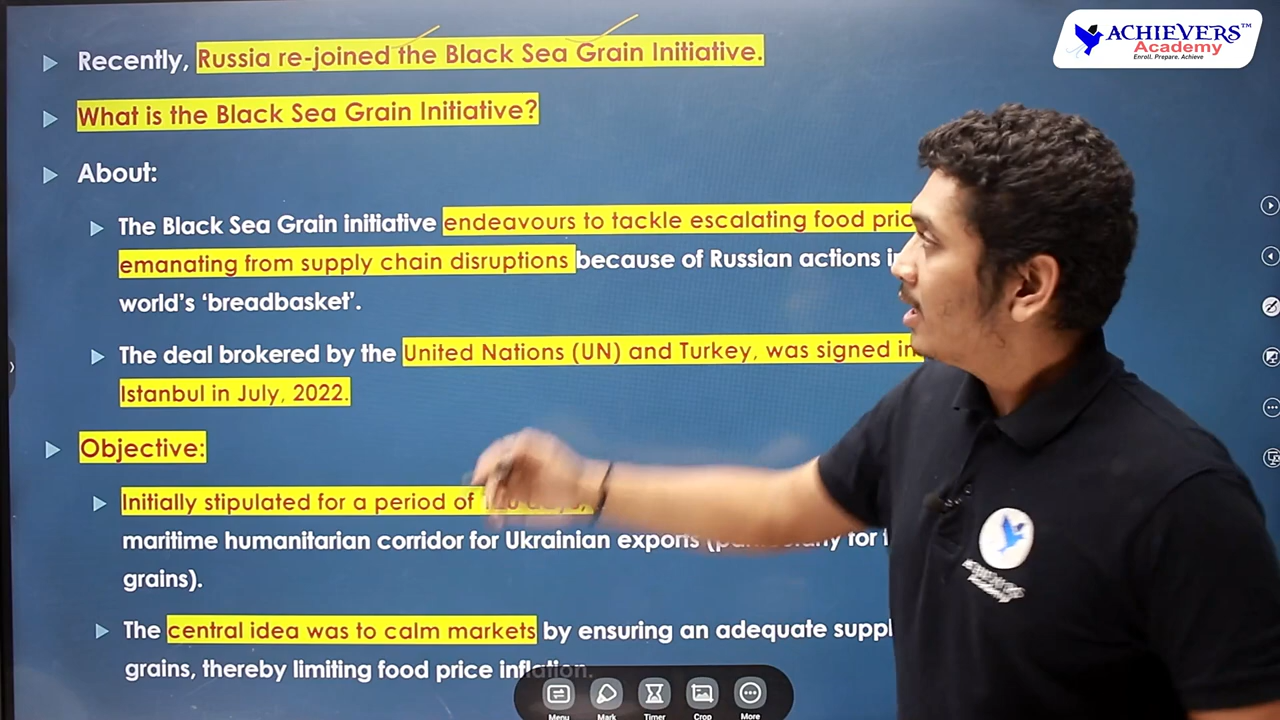 ACHIEVERS™
Academy
Enroll. Prepare. Achieve
Recently, Russia re-joined the Black Sea Grain Initiative.
What is the Black Sea Grain Initiative?
About:
The Black Sea Grain initiative endeavours to tackle escalating food
emanating from supply chain disruptions because of Russian actions
world's 'breadbasket'.
The deal brokered by the United Nations (UN) and Turkey, was signed in
Istanbul in July, 2022.
Objective:
Initially stipulated for a period of
maritime humanitarian corridor for Ukrainian exports
grains).
The central idea was to calm markets by ensuring an adequate
grains, thereby limiting food price inflation.
Menu Mark Timer Crop More